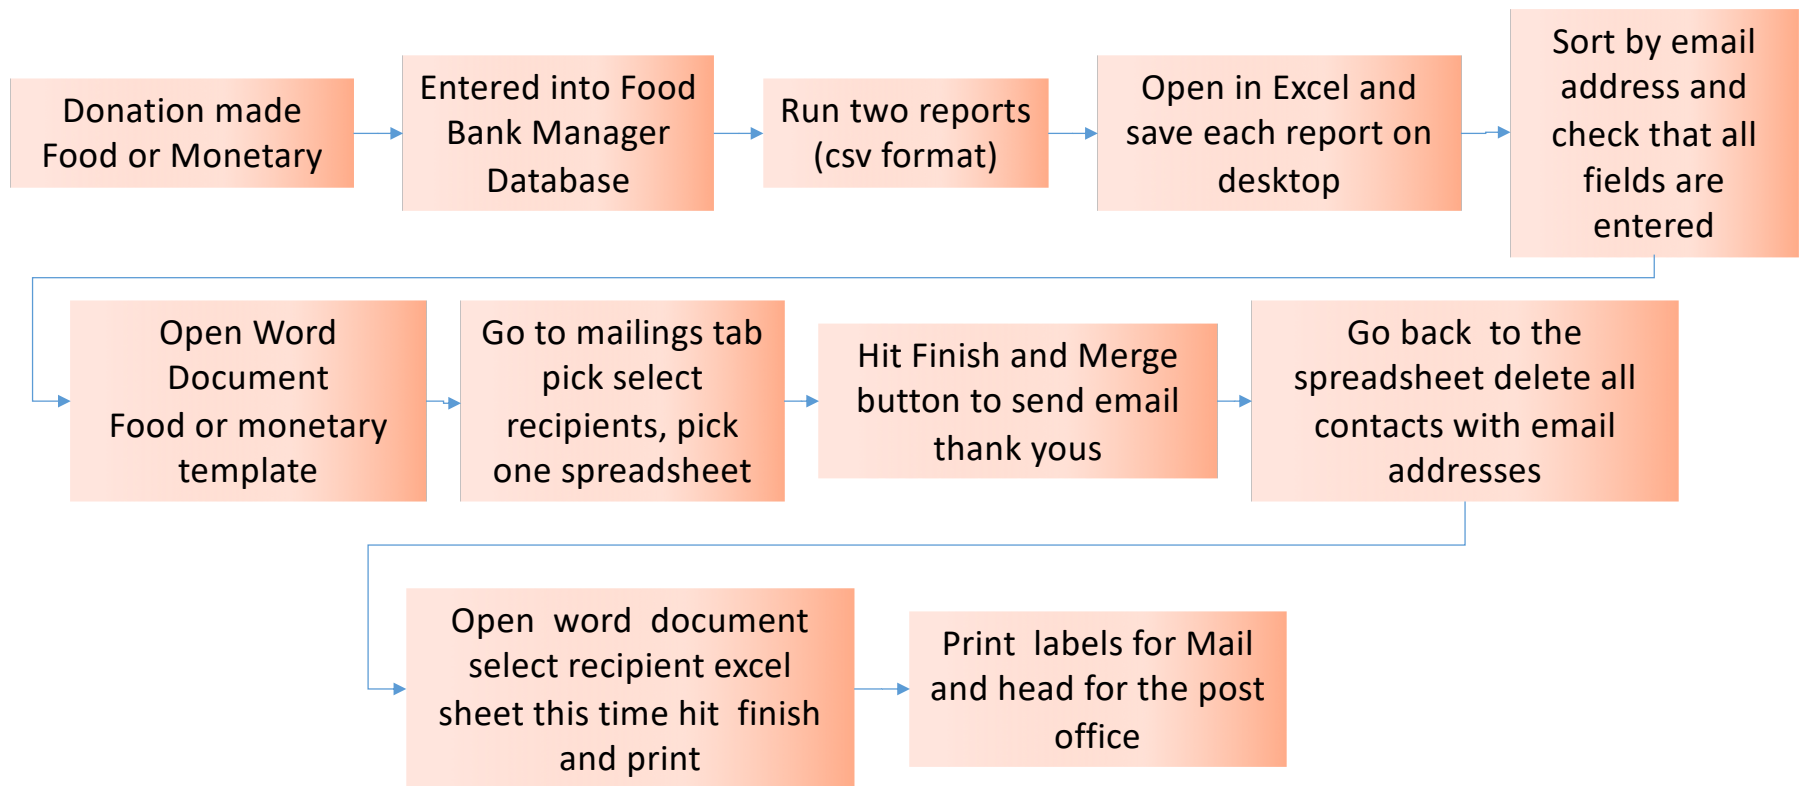 Donation made
Food or Monetary
Entered into Food
Bank Manager
Database
Run two reports
(csv format)
Open in Excel and
save each report on
desktop
Sort by email
address and
check that all
fields are
entered
Open Word
Document
Food or monetary
template
Go to mailings tab
pick select
recipients, pick
one spreadsheet
Hit Finish and Merge
button to send email
thank yous
Go back  to the
spreadsheet delete all
contacts with email
addresses
Open  word  document
select recipient excel
sheet this time hit  finish
and print
Print  labels for Mail
and head for the post
office